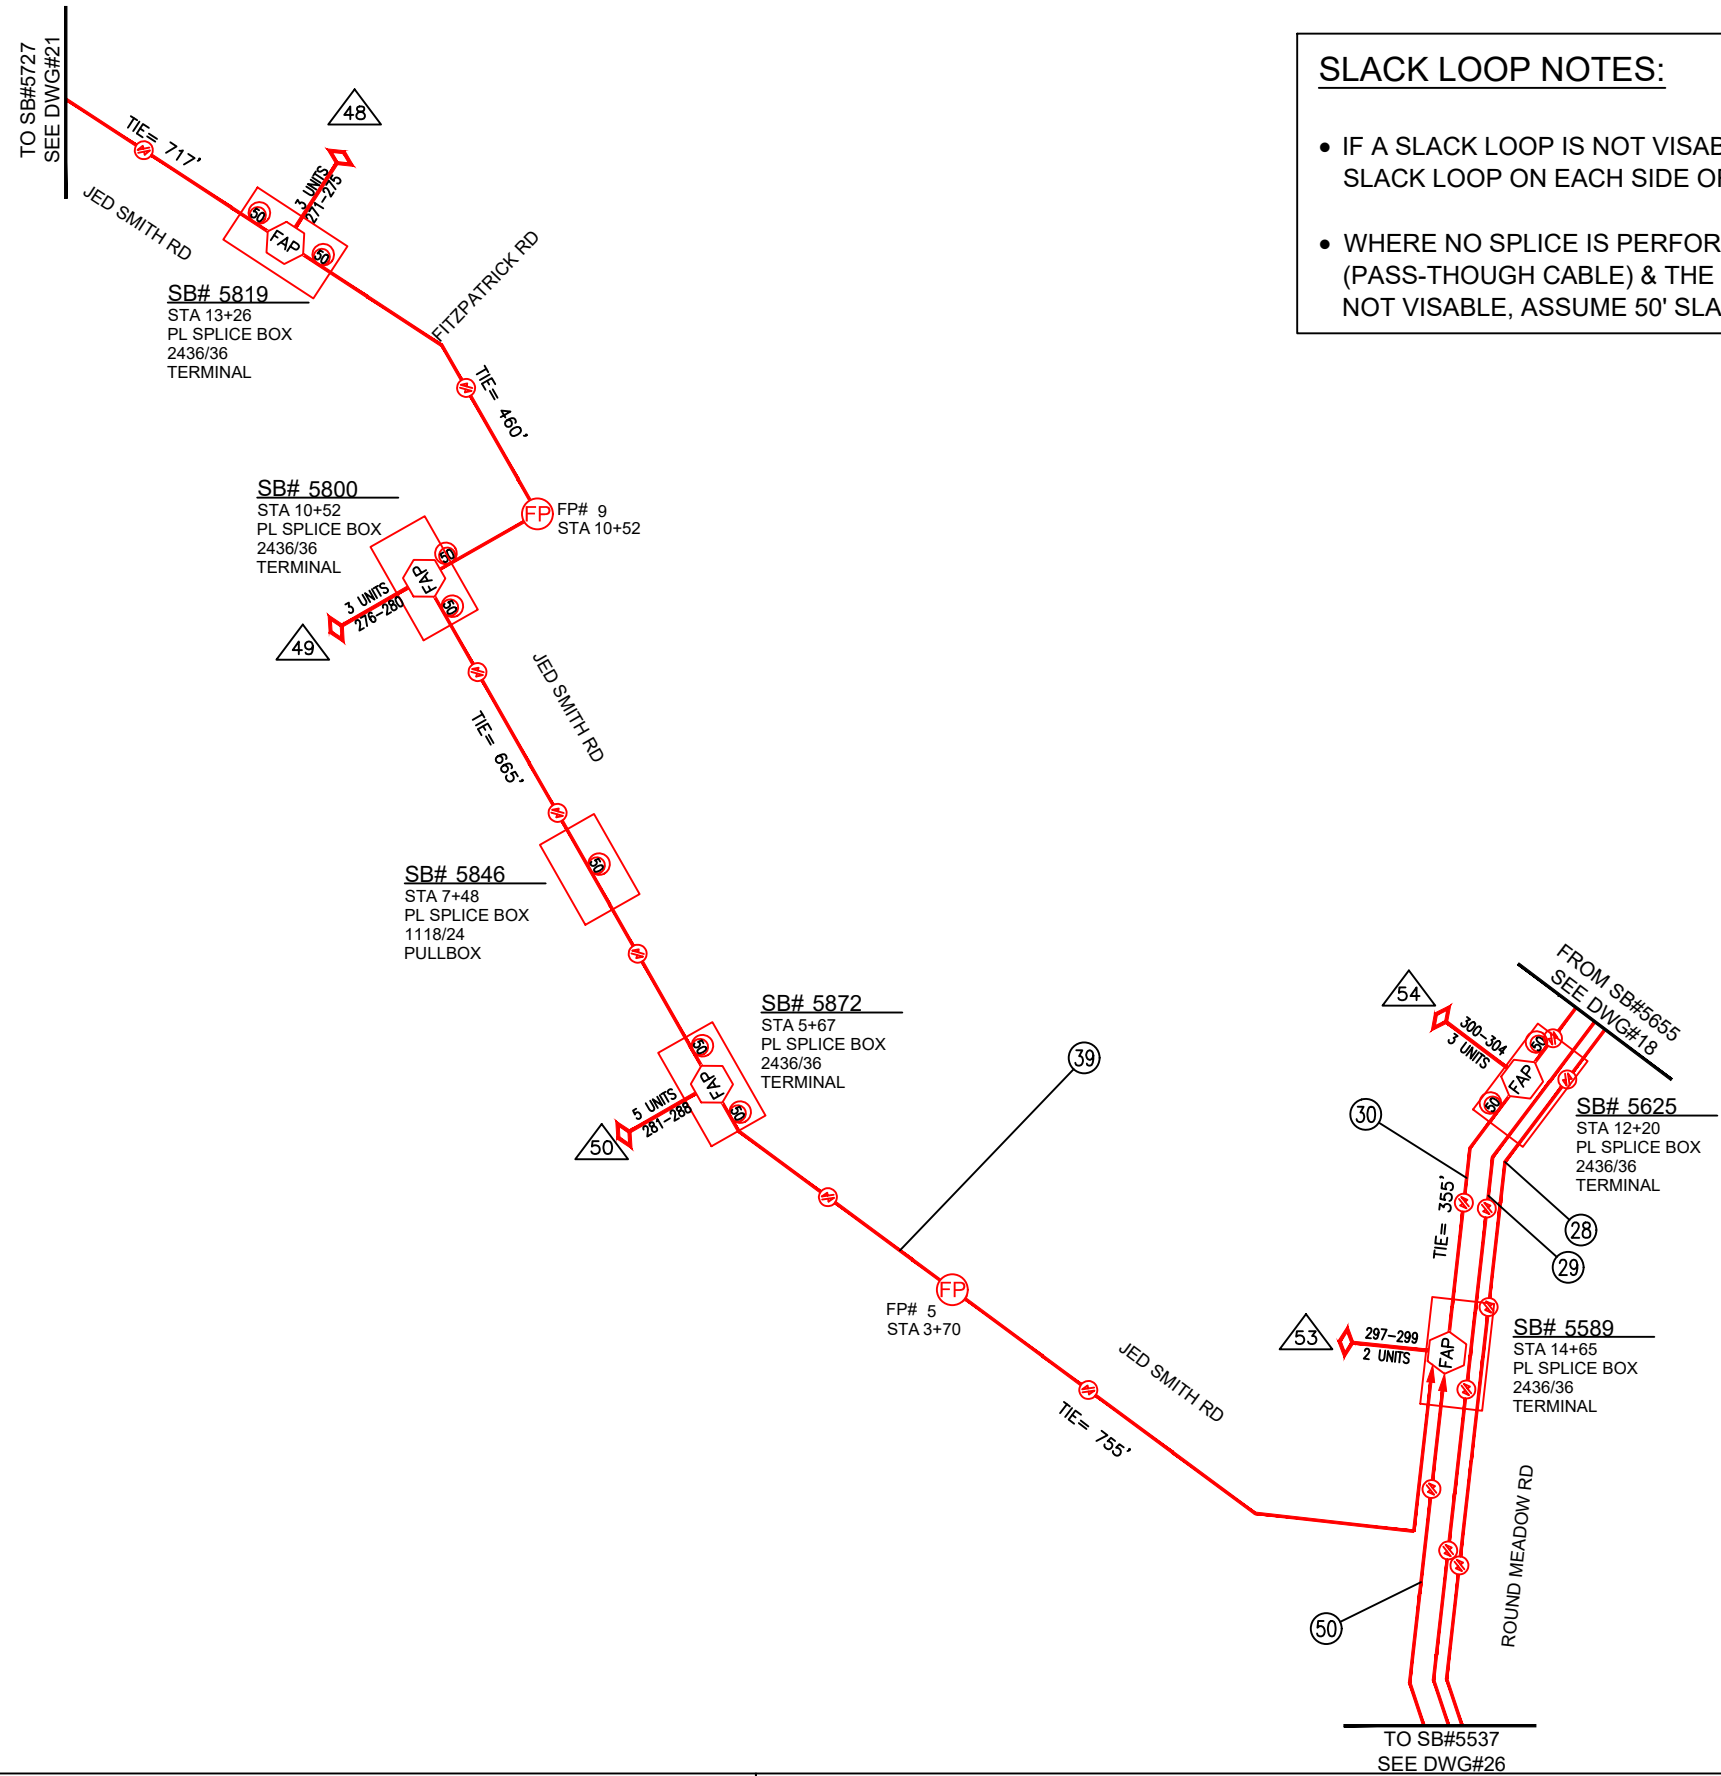 TO SB#5727
SEE DWG#21
TIE= 717'
JED SMITH RD
48
3 UNITS
271-275
50
FAP
50
SB# 5819
STA 13+26
PL SPLICE BOX
2436/36
TERMINAL
FITZPATRICK RD
TIE= 460'
SLACK LOOP NOTES:
• IF A SLACK LOOP IS NOT VISAB
SLACK LOOP ON EACH SIDE OF
• WHERE NO SPLICE IS PERFOR
(PASS-THOUGH CABLE) & THE
NOT VISABLE, ASSUME 50' SLA
SB# 5800
STA 10+52
PL SPLICE BOX
2436/36
TERMINAL
FP
FP# 9
STA 10+52
50
FAP
50
3 UNITS
276-280
49
JED SMITH RD
TIE= 665'
SB# 5846
STA 7+48
PL SPLICE BOX
1118/24
PULLBOX
50
SB# 5872
STA 5+67
PL SPLICE BOX
2436/36
TERMINAL
50
FAP
50
5 UNITS
281-288
50
39
FP
FP# 5
STA 3+70
JED SMITH RD
TIE= 755'
FROM SB#5655
SEE DWG#18
54
300-304
3 UNITS
50
FAP
50
SB# 5625
STA 12+20
PL SPLICE BOX
2436/36
TERMINAL
30
TIE= 355'
28
29
53
297-299
2 UNITS
FAP
SB# 5589
STA 14+65
PL SPLICE BOX
2436/36
TERMINAL
ROUND MEADOW RD
50
TO SB#5537
SEE DWG#26